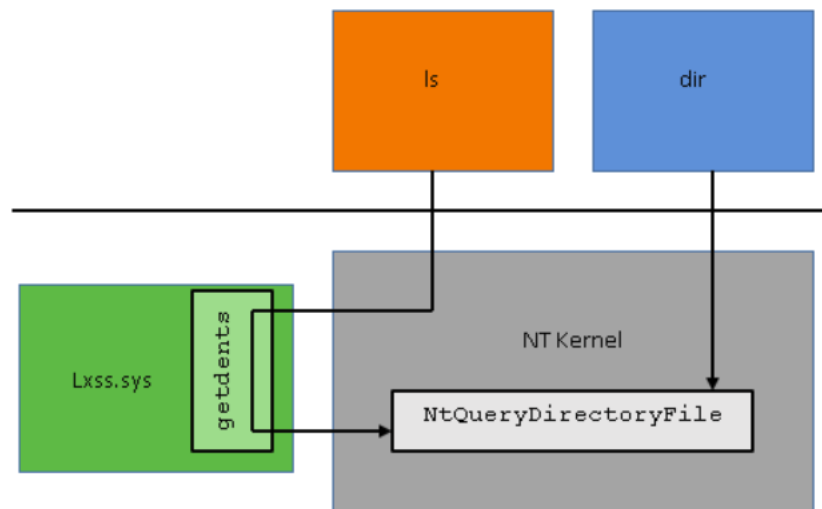 ls
dir
Lxss.sys
getdents
NT Kernel
NtQueryDirectoryFile